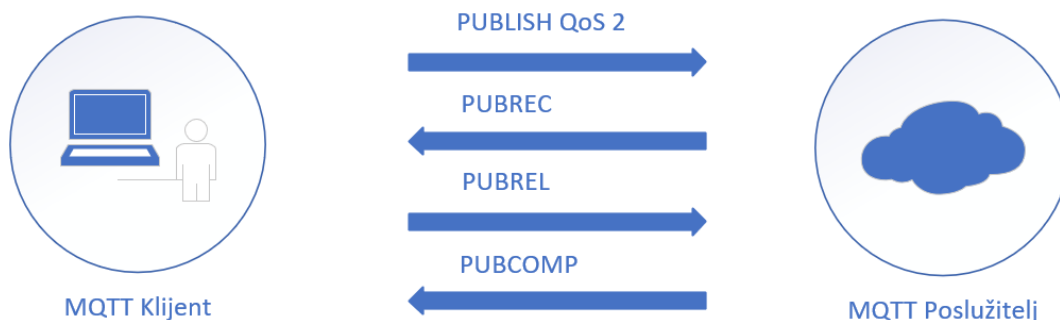 PUBLISH QoS 2
PUBREC
PUBREL
PUBCOMP
MQTT Klijent
MQTT Poslužitelj